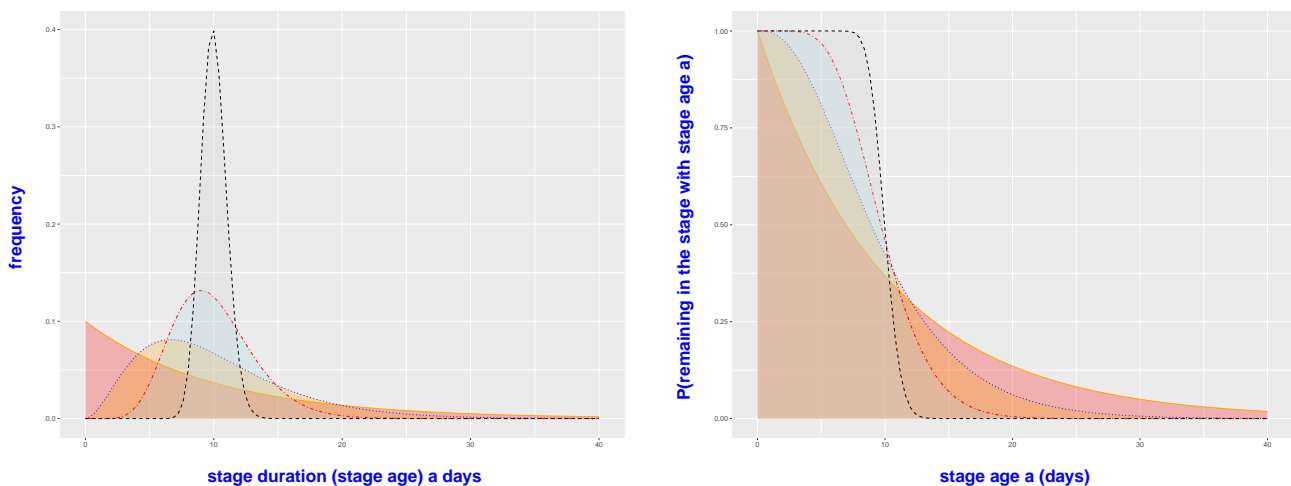 frequency
0.4
0.3
0.2
0.1
0.0
0 10 20 30 40
stage duration (stage age) a days
P(remaining in the stage with stage age a)
1.00
0.75
0.50
0.25
0.00
0 10 20 30 40
stage age a (days)